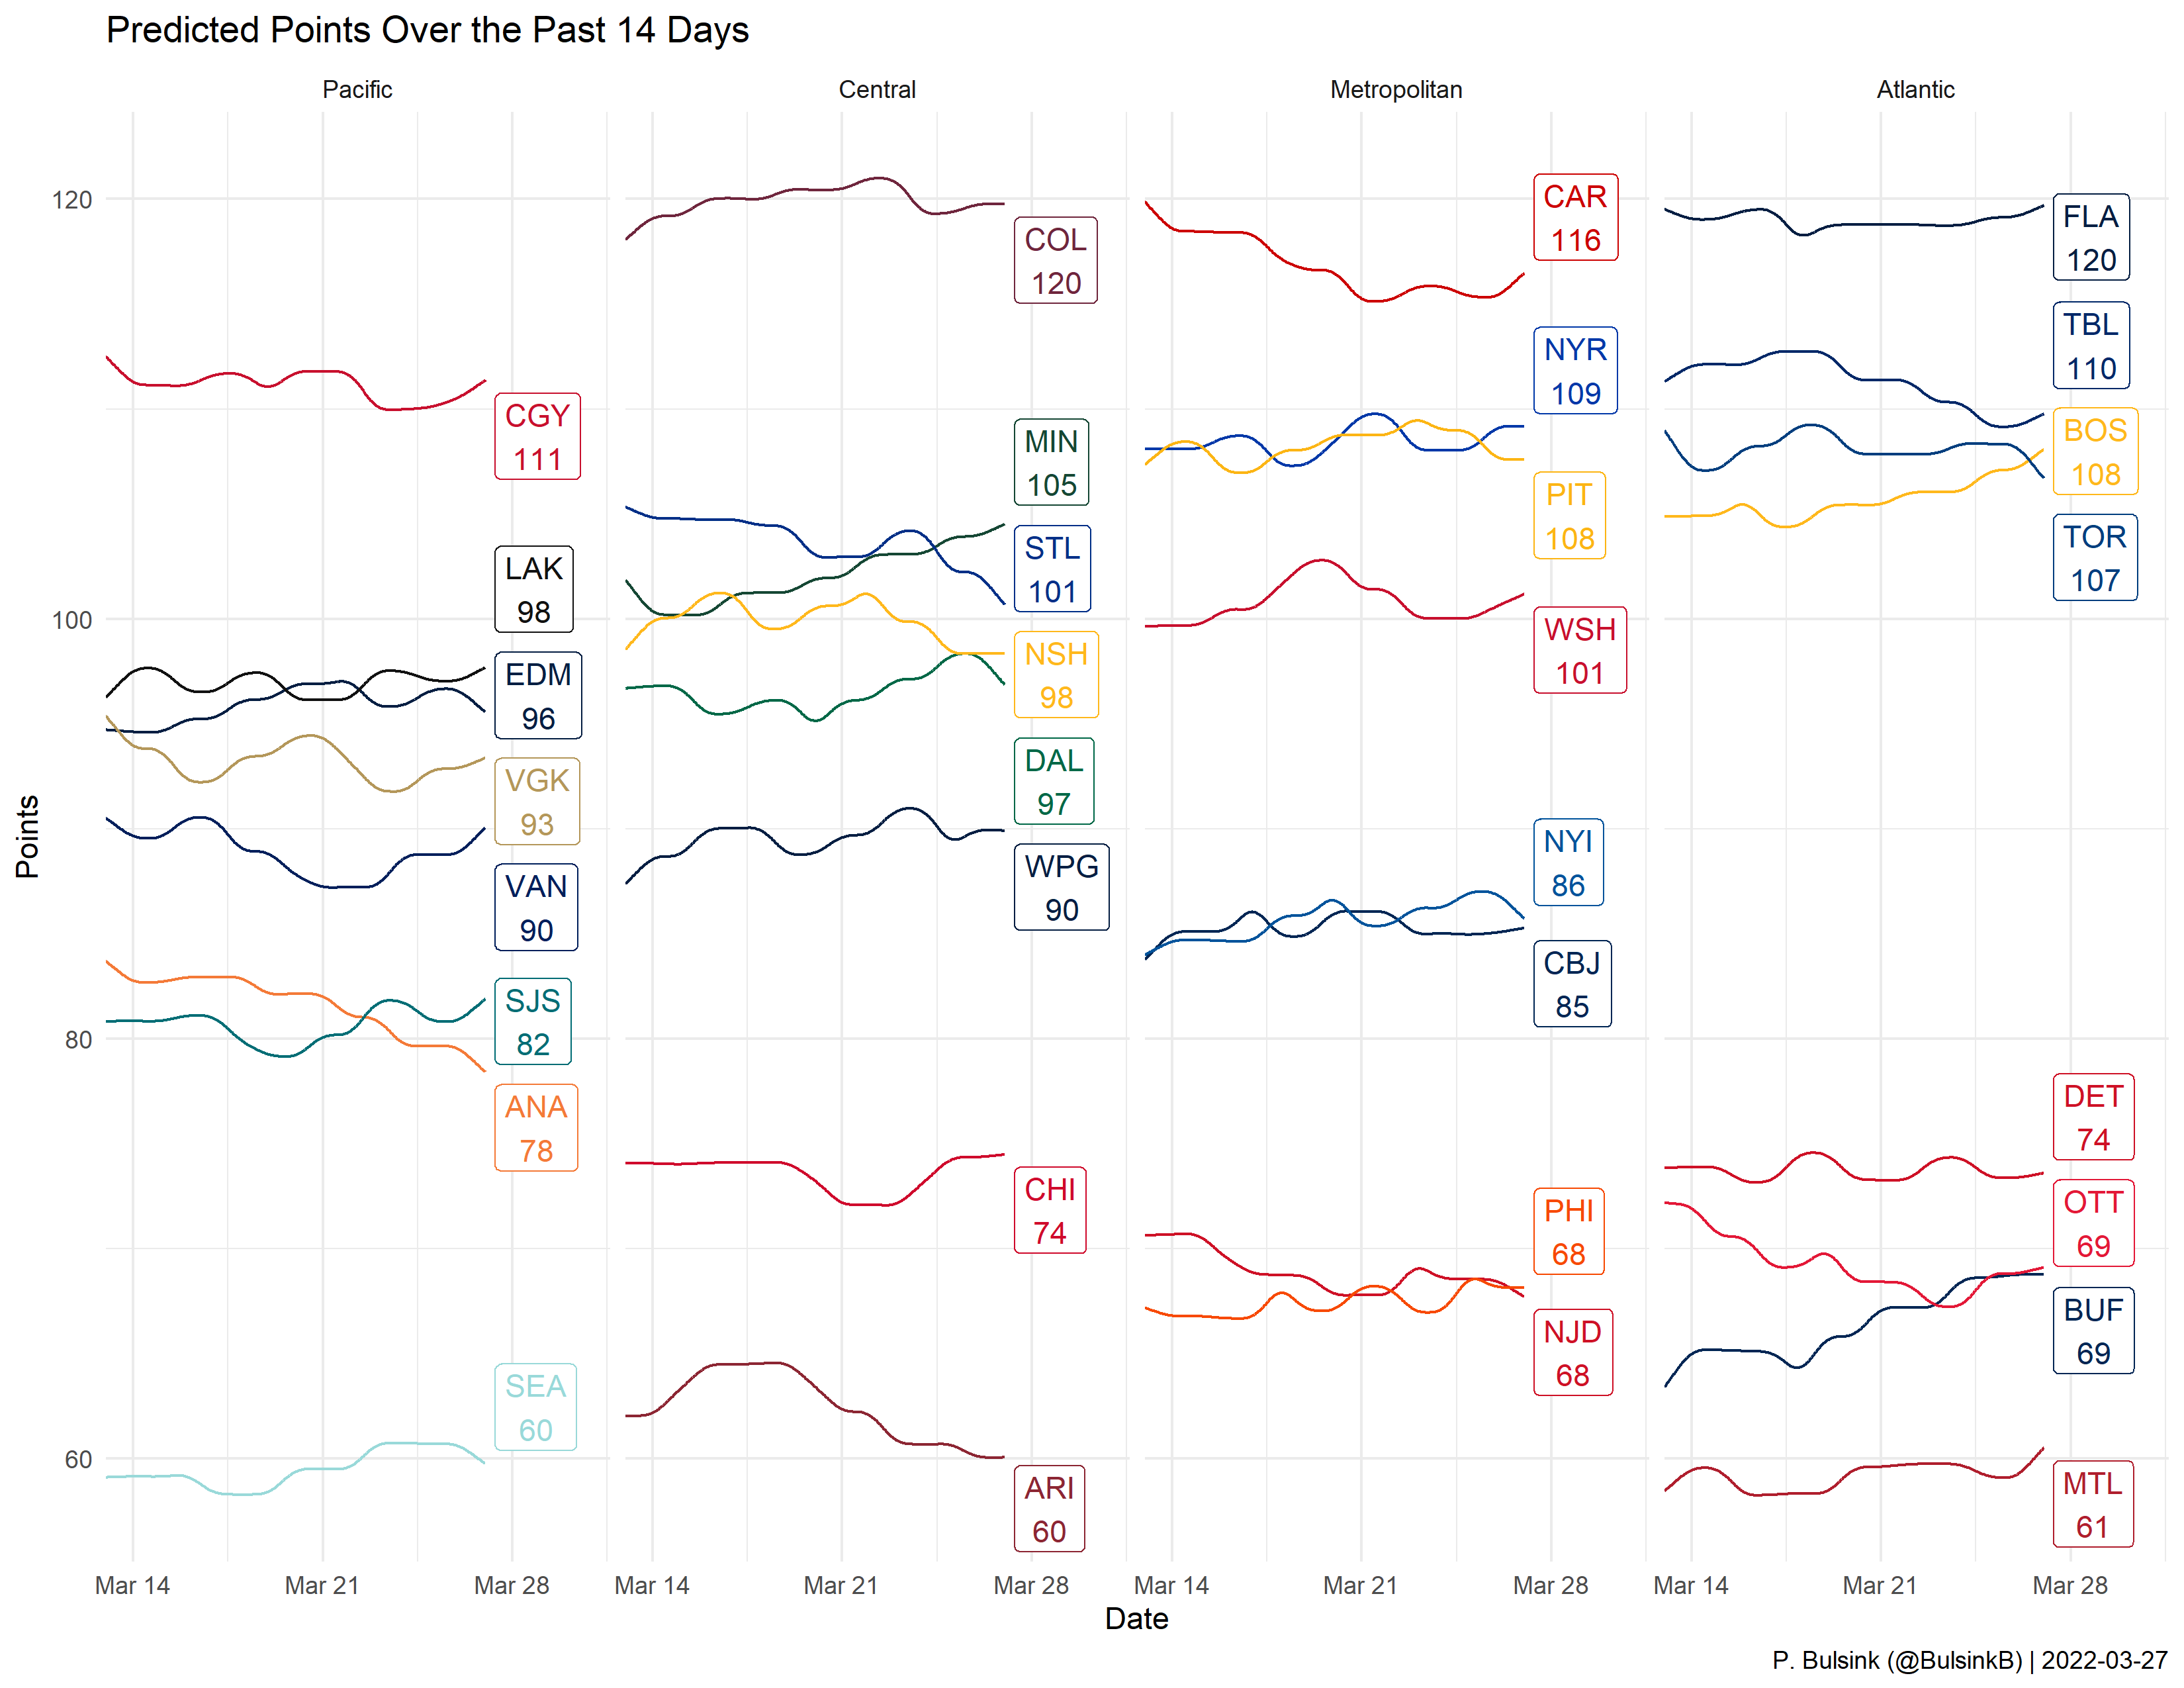 Predicted Points Over the Past 14 Days
Pacific
Central
Metropolitan
Atlantic
Points
120
100
80
60
CGY
111
LAK
98
EDM
96
VGK
93
VAN
90
SJS
82
ANA
78
SEA
60
COL
120
MIN
105
STL
101
NSH
98
DAL
97
WPG
90
CHI
74
ARI
60
CAR
116
NYR
109
PIT
108
WSH
101
NYI
86
CBJ
85
PHI
68
NJD
68
FLA
120
TBL
110
BOS
108
TOR
107
DET
74
OTT
69
BUF
69
MTL
61
Mar 14
Mar 21
Mar 28
Mar 14
Mar 21
Mar 28
Mar 14
Mar 21
Mar 28
Mar 14
Mar 21
Mar 28
Date
P. Bulsink (@BulsinkB) | 2022-03-27